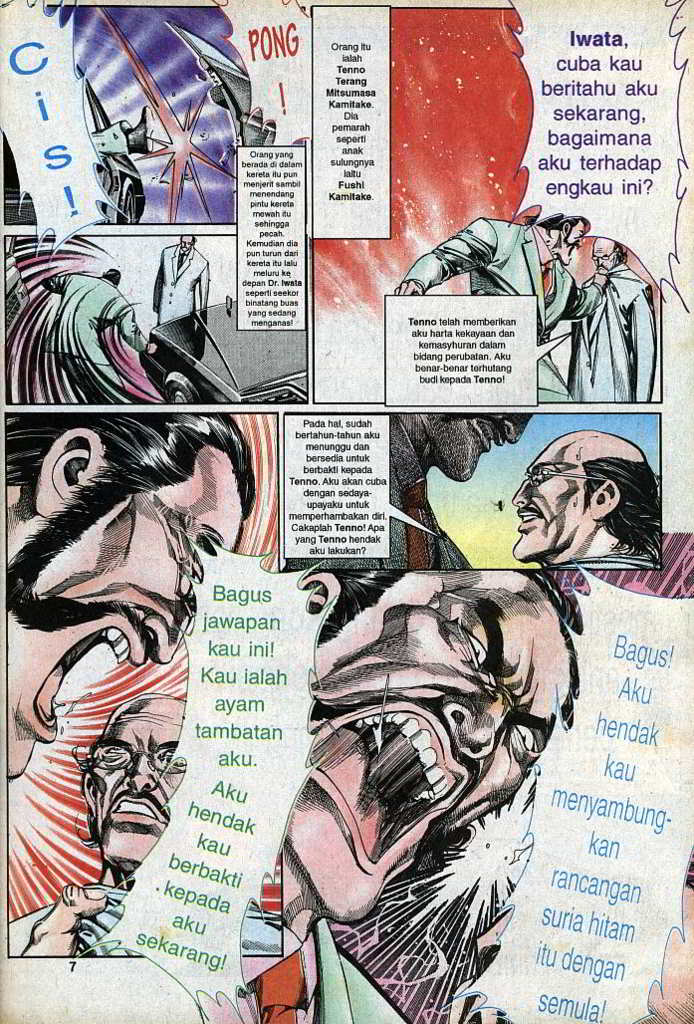 Cis!
PONG
!
Orang yang
berada di dalam
kereta itu pun
menjerit sambil
menendang
pintu kereta
mewah itu
sehingga
pecah.
Kemudian dia
pun turun dari
kereta itu lalu
meluru ke
depan Dr. Iwata
seperti seekor
binatang buas
yang sedang
menganas!
Orang itu
ialah
Tenno
Terang
Mitsumasa
Kamitake.
Dia
pemarah
seperti
anak
sulungnya
iaitu
Fushi
Kamitake.
Iwata,
cuba kau
beritahu aku
sekarang,
bagaimana
aku terhadap
engkau ini?
Tenno telah memberikan
aku harta kekayaan dan
kemasyhuran dalam
bidang perubatan. Aku
benar-benar terhutang
budi kepada Tenno!
Pada hal, sudah
bertahun-tahun aku
menunggu dan
bersedia untuk
berbakti kepada
Tenno. Aku akan cuba
dengan sedaya-
upayaku untuk
memperhambakan diri.
Cakaplah Tenno! Apa
yang Tenno hendak
aku lakukan?
Bagus
jawapan
kau ini!
Kau ialah
ayam
tambatan
aku.
Aku
hendak
kau
berbakti
kepada
aku
sekarang!
Bagus!
Aku
hendak
kau
menyambung-
kan
rancangan
suria hitam
itu dengan
semula!
7